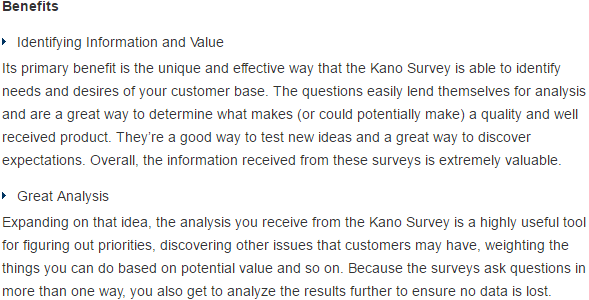 Benefits
Identifying Information and Value
Its primary benefit is the unique and effective way that the Kano Survey is able to identify
needs and desires of your customer base. The questions easily lend themselves for analysis
and are a great way to determine what makes (or could potentially make) a quality and well
received product. They're a good way to test new ideas and a great way to discover
expectations. Overall, the information received from these surveys is extremely valuable.
Great Analysis
Expanding on that idea, the analysis you receive from the Kano Survey is a highly useful tool
for figuring out priorities, discovering other issues that customers may have, weighting the
things you can do based on potential value and so on. Because the surveys ask questions in
more than one way, you also get to analyze the results further to ensure no data is lost.